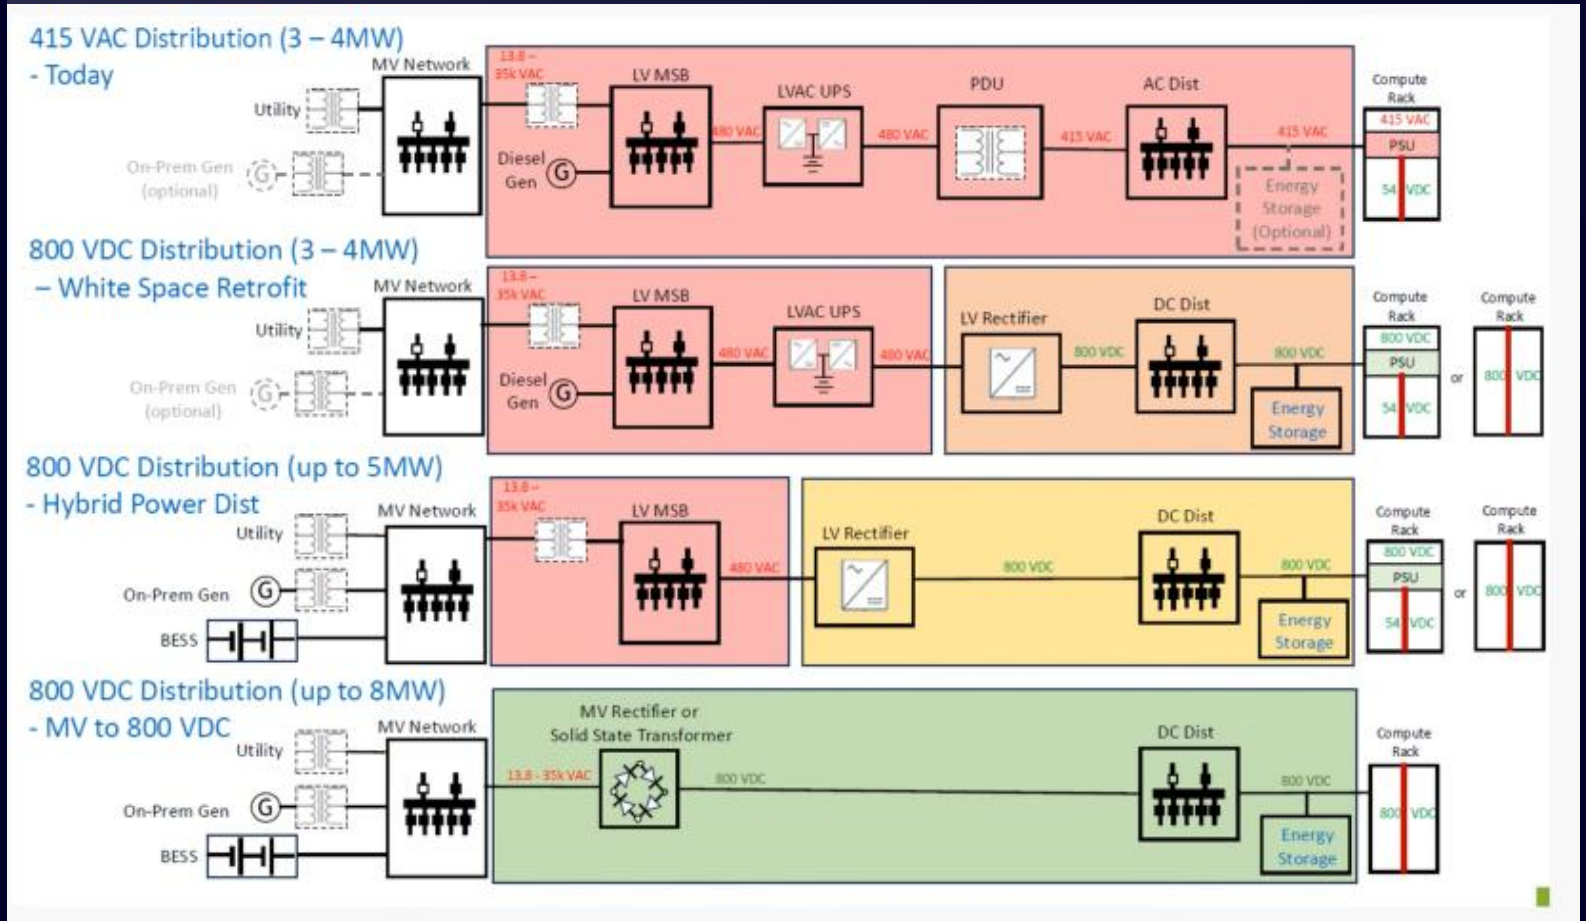 415 VAC Distribution (3 – 4MW)
- Today
MV Network
Utility
On-Prem Gen
(optional)
G
13.8 –
35k VAC
LV MSB
Diesel
Gen
G
480 VAC
LVAC UPS
480 VAC
PDU
415 VAC
AC Dist
415 VAC
Energy
Storage
(Optional)
Compute
Rack
415 VAC
PSU
54 VDC
800 VDC Distribution (3 – 4MW)
– White Space Retrofit
MV Network
Utility
On-Prem Gen
(optional)
G
13.8 –
35k VAC
LV MSB
Diesel
Gen
G
480 VAC
LVAC UPS
480 VAC
LV Rectifier
800 VDC
DC Dist
800 VDC
Energy
Storage
Compute
Rack
800 VDC
PSU
54 VDC
or
Compute
Rack
800 VDC
800 VDC Distribution (up to 5MW)
- Hybrid Power Dist
MV Network
Utility
On-Prem Gen
G
BESS
13.8 –
35k VAC
LV MSB
480 VAC
LV Rectifier
800 VDC
DC Dist
800 VDC
Energy
Storage
Compute
Rack
800 VDC
PSU
54 VDC
or
Compute
Rack
800 VDC
800 VDC Distribution (up to 8MW)
- MV to 800 VDC
MV Network
Utility
On-Prem Gen
G
BESS
13.8 - 35k VAC
MV Rectifier or
Solid State Transformer
800 VDC
DC Dist
800 VDC
Energy
Storage
Compute
Rack
800 VDC